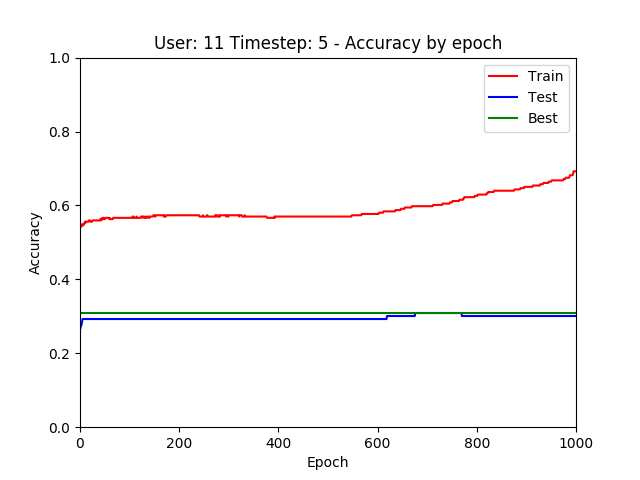 User: 11 Timestep: 5 - Accuracy by epoch
1.0
0.8
0.6
0.4
0.2
0.0
Accuracy
Train
Test
Best
0 200 400 600 800 1000
Epoch